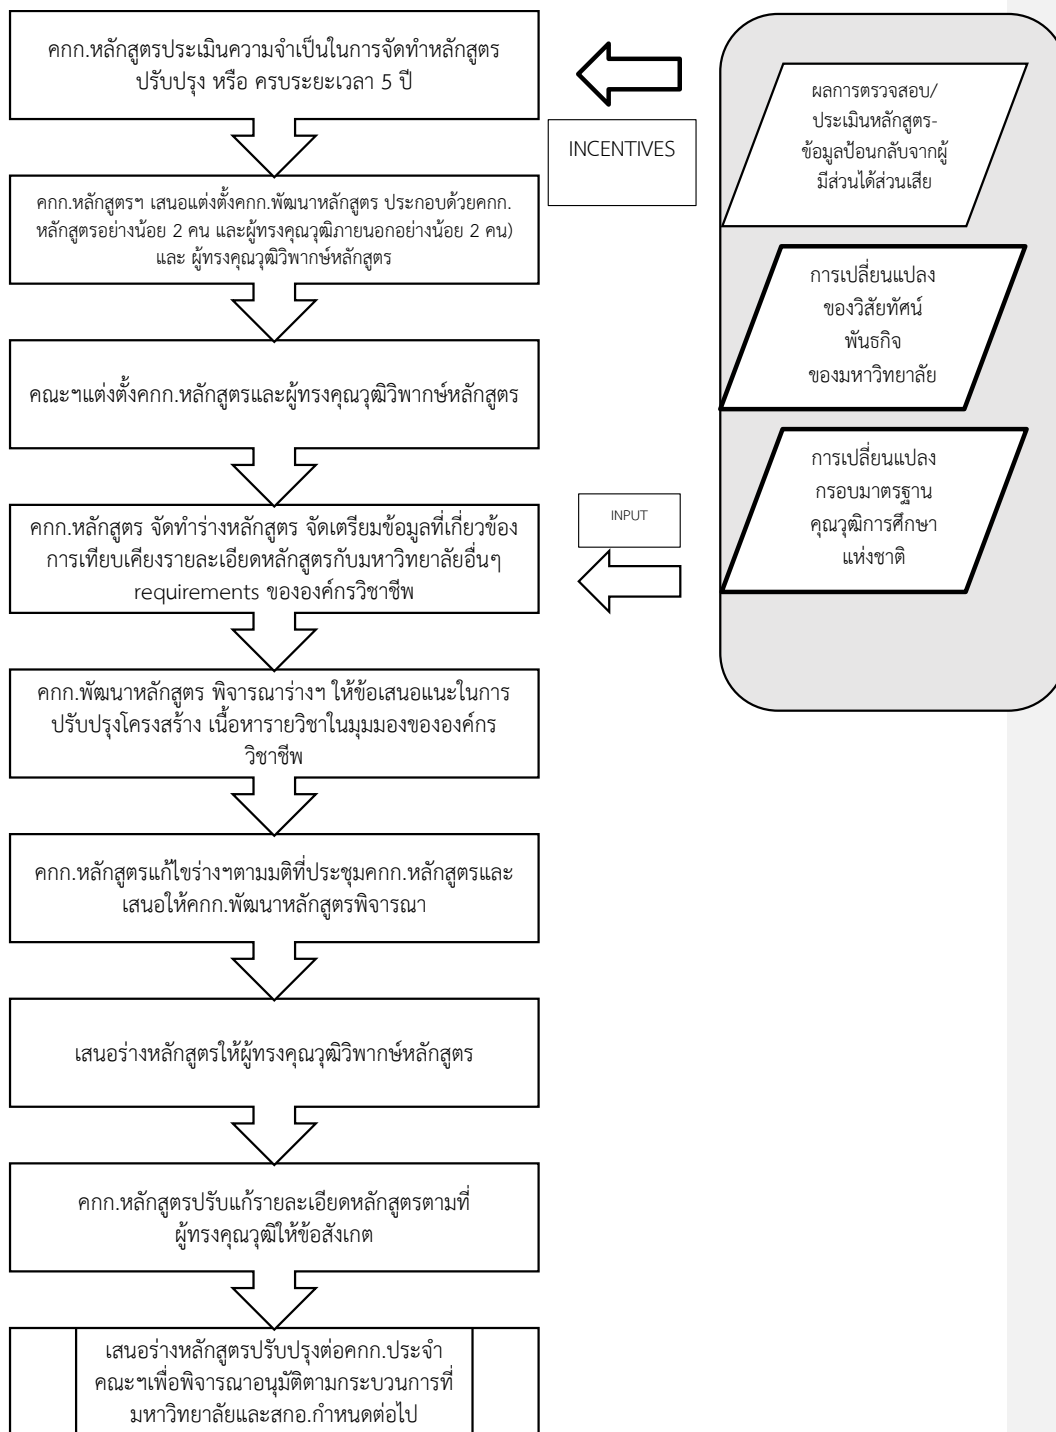 คกก.หลักสูตรประเมินความจำเป็นในการจัดทำหลักสูตร
ปรับปรุง หรือ ครบระยะเวลา 5 ปี
INCENTIVES
ผลการตรวจสอบ/
ประเมินหลักสูตร-
ข้อมูลป้อนกลับจากผู้
มีส่วนได้ส่วนเสีย
คกก.หลักสูตรฯ เสนอแต่งตั้งคกก.พัฒนาหลักสูตร ประกอบด้วยคกก.
หลักสูตรอย่างน้อย 2 คน และผู้ทรงคุณวุฒิภายนอกอย่างน้อย 2 คน)
และ ผู้ทรงคุณวุฒิวิพากษ์หลักสูตร
การเปลี่ยนแปลง
ของวิสัยทัศน์
พันธกิจ
ของมหาวิทยาลัย
คณะฯแต่งตั้งคกก.หลักสูตรและผู้ทรงคุณวุฒิวิพากษ์หลักสูตร
การเปลี่ยนแปลง
กรอบมาตรฐาน
คุณวุฒิการศึกษา
แห่งชาติ
คกก.หลักสูตร จัดทำร่างหลักสูตร จัดเตรียมข้อมูลที่เกี่ยวข้อง
การเทียบเคียงรายละเอียดหลักสูตรกับมหาวิทยาลัยอื่นๆ
requirements ขององค์กรวิชาชีพ
INPUT
คกก.พัฒนาหลักสูตร พิจารณาร่างฯ ให้ข้อเสนอแนะในการ
ปรับปรุงโครงสร้าง เนื้อหารายวิชาในมุมมองขององค์กร
วิชาชีพ
คกก.หลักสูตรแก้ไขร่างฯตามมติที่ประชุมคกก.หลักสูตรและ
เสนอให้คกก.พัฒนาหลักสูตรพิจารณา
เสนอร่างหลักสูตรให้ผู้ทรงคุณวุฒิวิพากษ์หลักสูตร
คกก.หลักสูตรปรับแก้รายละเอียดหลักสูตรตามที่
ผู้ทรงคุณวุฒิให้ข้อสังเกต
เสนอร่างหลักสูตรปรับปรุงต่อคกก.ประจำ
คณะฯเพื่อพิจารณาอนุมัติตามกระบวนการที่
มหาวิทยาลัยและสกอ.กำหนดต่อไป